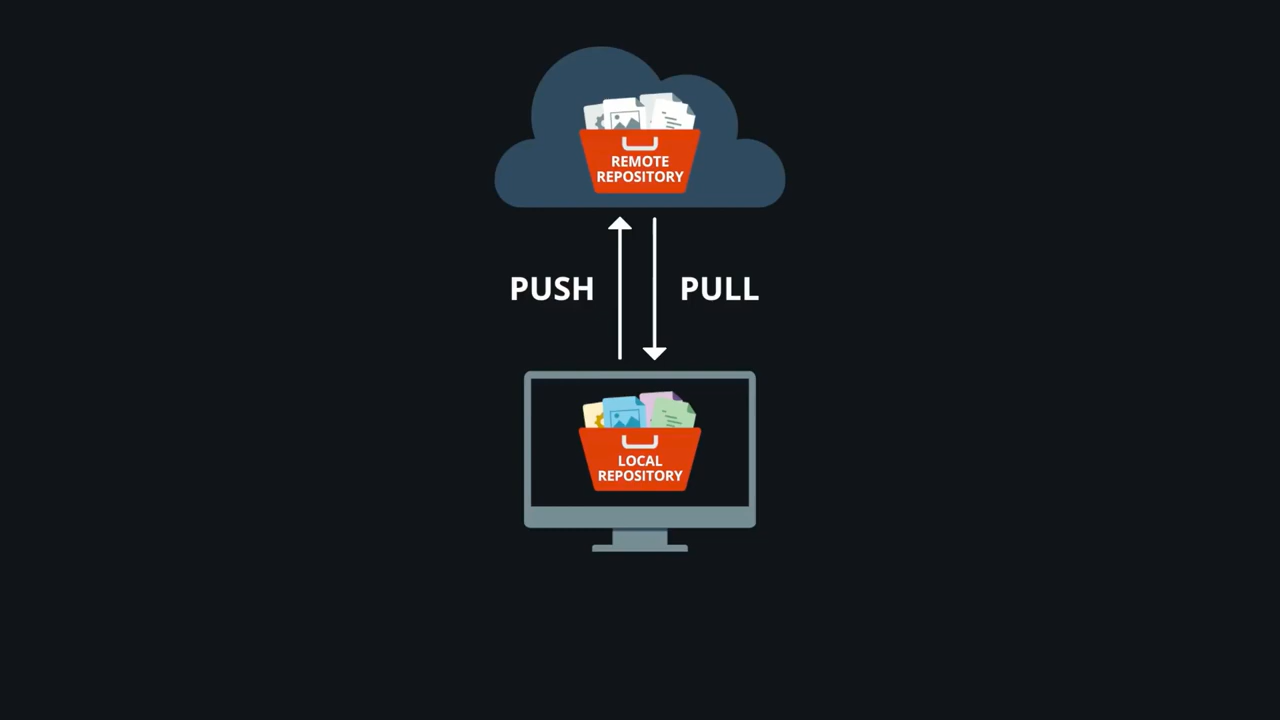 REMOTE
REPOSITORY
PUSH
PULL
LOCAL
REPOSITORY